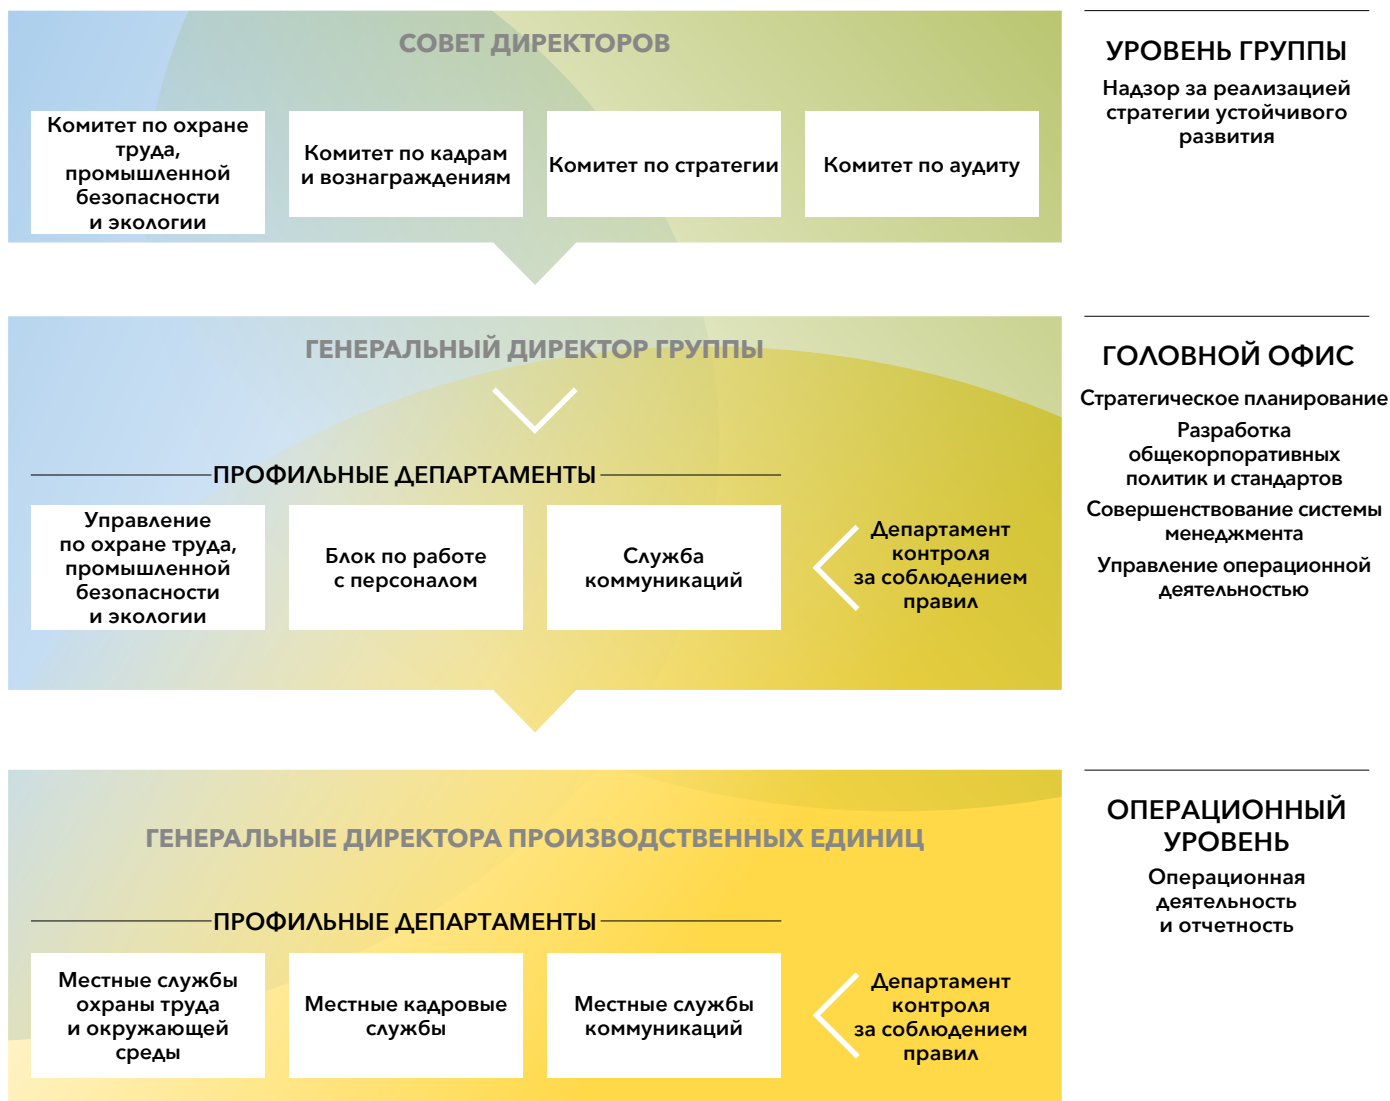 СОВЕТ ДИРЕКТОРОВ
Комитет по охране
труда,
промышленной
безопасности
и экологии
Комитет по кадрам
и вознаграждениям
Комитет по стратегии
Комитет по аудиту
УРОВЕНЬ ГРУППЫ
Надзор за реализацией
стратегии устойчивого
развития
ГЕНЕРАЛЬНЫЙ ДИРЕКТОР ГРУППЫ
ПРОФИЛЬНЫЕ ДЕПАРТАМЕНТЫ
Управление
по охране труда,
промышленной
безопасности
и экологии
Блок по работе
с персоналом
Служба
коммуникаций
Департамент
контроля
за соблюдением
правил
ГОЛОВНОЙ ОФИС
Стратегическое планирование
Разработка
общекорпоративных
политик и стандартов
Совершенствование системы
менеджмента
Управление операционной
деятельностью
ГЕНЕРАЛЬНЫЕ ДИРЕКТОРА ПРОИЗВОДСТВЕННЫХ ЕДИНИЦ
ПРОФИЛЬНЫЕ ДЕПАРТАМЕНТЫ
Местные службы
охраны труда
и окружающей
среды
Местные кадровые
службы
Местные службы
коммуникаций
Департамент
контроля
за соблюдением
правил
ОПЕРАЦИОННЫЙ
УРОВЕНЬ
Операционная
деятельность
и отчетность